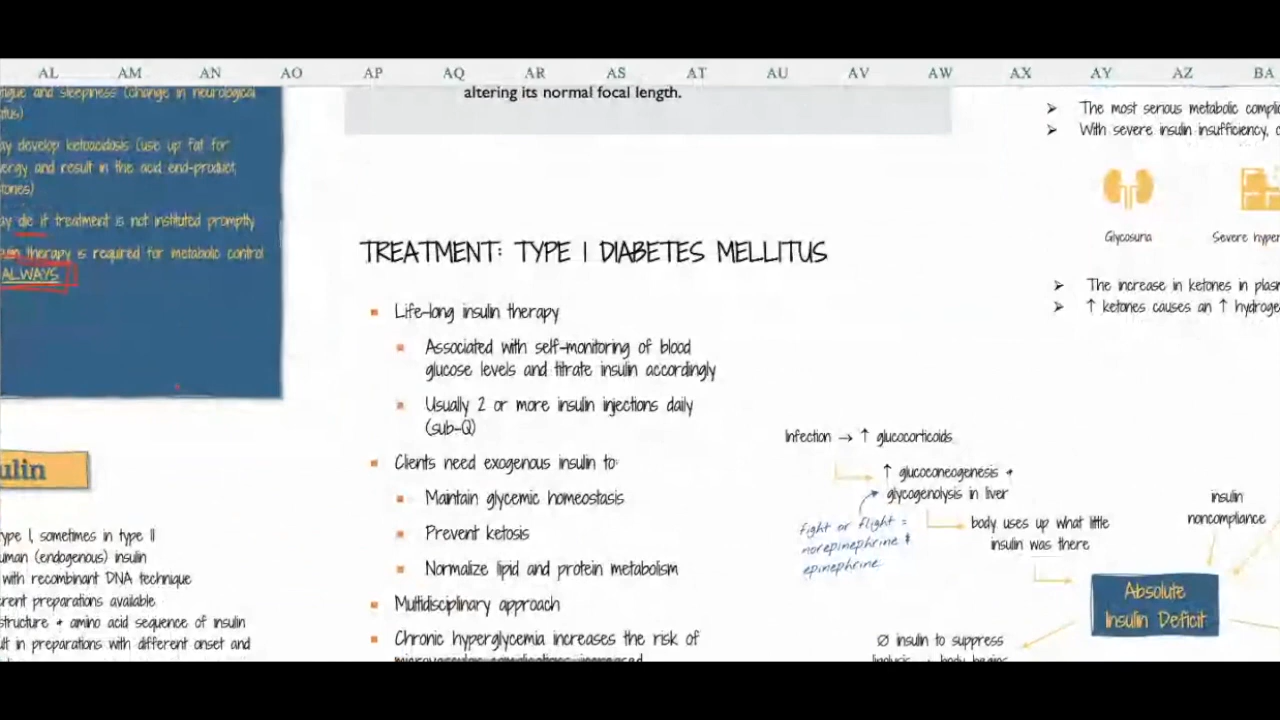 AL AM AN AO AP AQ AR AS AT AU AV AW AX AY AZ BA
altering its normal focal length.
and sleepiness (change in neurological
develop ketoacidosis (use up fat for
and result in the acid end-product,
die if treatment is not instituted promptly
therapy is required for metabolic control
ALWAYS
TREATMENT: TYPE I DIABETES MELLITUS
Life-long insulin therapy
Associated with self-monitoring of blood
glucose levels and titrate insulin accordingly
Usually 2 or more insulin injections daily
(sub-Q)
Clients need exogenous insulin to:
Maintain glycemic homeostasis
Prevent ketosis
Normalize lipid and protein metabolism
Multidisciplinary approach
Chronic hyperglycemia increases the risk of
type I, sometimes in type II
(endogenous) insulin
with recombinant DNA technique
preparations available
structure + amino acid sequence of insulin
in preparations with different onset and
Infection → ↑ glucocorticoids
↑ gluconeogenesis +
glycogenolysis in liver
fight or flight =
norepinephrine &
epinephrine
body uses up what little
insulin was there
insulin
noncompliance
Absolute
Insulin Deficit
Ø insulin to suppress
The most serious metabolic
With severe insulin insufficiency,
Glycosuria
Severe
The increase in ketones in
↑ ketones causes an ↑